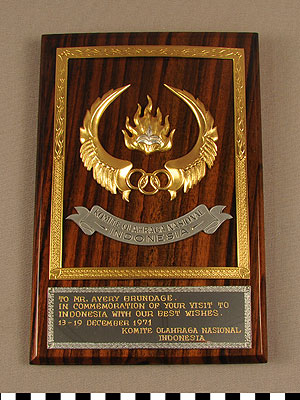 KOMITE OLAHRAGA NASIONAL
INDONESIA
TO MR. AVERY BRUNDAGE.
IN COMMEMORATION OF YOUR VISIT TO
INDONESIA WITH OUR BEST WISHES.
13-19 DECEMBER 1971
KOMITE OLAHRAGA NASIONAL
INDONESIA